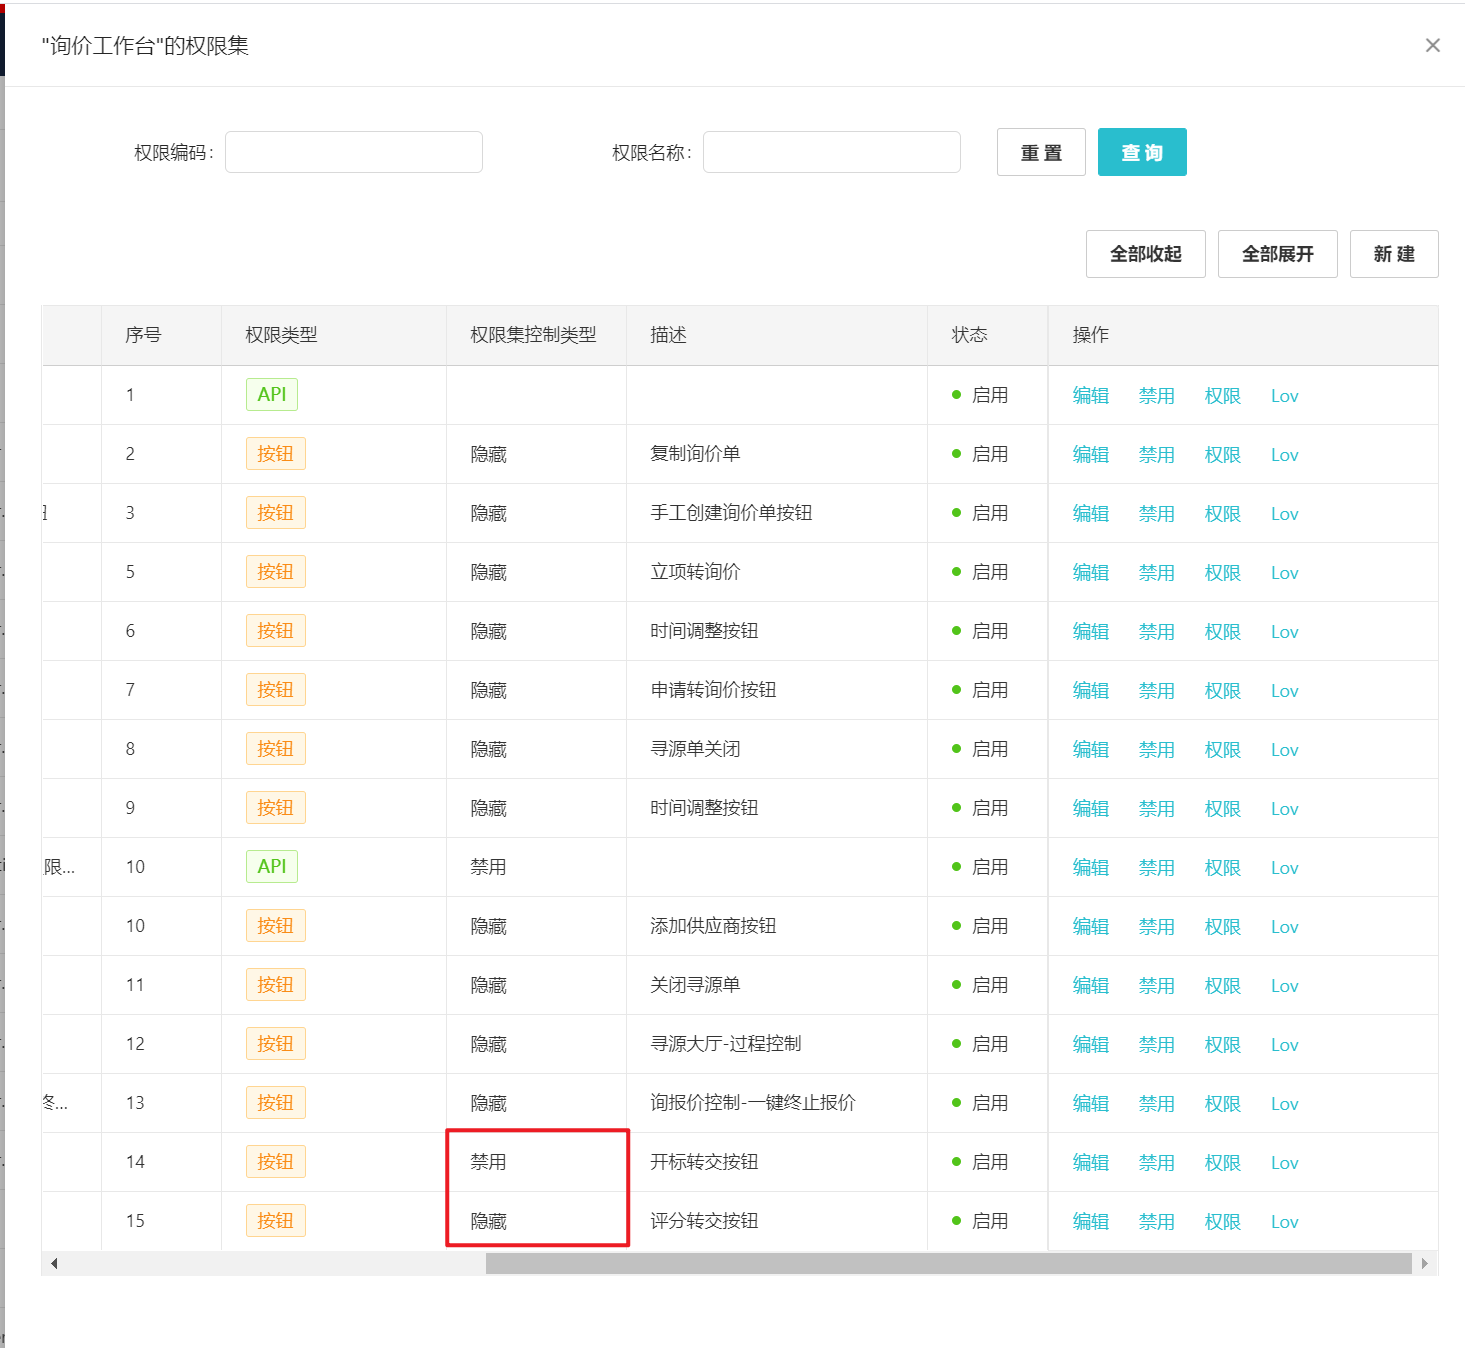 "询价工作台"的权限集
权限编码： 权限名称： 重 置 查 询
全部收起 全部展开 新 建
序号 权限类型 权限集控制类型 描述 状态 操作
1 API 启用 编辑 禁用 权限 Lov
2 按钮 隐藏 复制询价单 启用 编辑 禁用 权限 Lov
3 按钮 隐藏 手工创建询价单按钮 启用 编辑 禁用 权限 Lov
5 按钮 隐藏 立项转询价 启用 编辑 禁用 权限 Lov
6 按钮 隐藏 时间调整按钮 启用 编辑 禁用 权限 Lov
7 按钮 隐藏 申请转询价按钮 启用 编辑 禁用 权限 Lov
8 按钮 隐藏 寻源单关闭 启用 编辑 禁用 权限 Lov
9 按钮 隐藏 时间调整按钮 启用 编辑 禁用 权限 Lov
限... 10 API 禁用 启用 编辑 禁用 权限 Lov
10 按钮 隐藏 添加供应商按钮 启用 编辑 禁用 权限 Lov
11 按钮 隐藏 关闭寻源单 启用 编辑 禁用 权限 Lov
12 按钮 隐藏 寻源大厅-过程控制 启用 编辑 禁用 权限 Lov
终... 13 按钮 隐藏 询报价控制-一键终止报价 启用 编辑 禁用 权限 Lov
14 按钮 禁用 开标转交按钮 启用 编辑 禁用 权限 Lov
15 按钮 隐藏 评分转交按钮 启用 编辑 禁用 权限 Lov